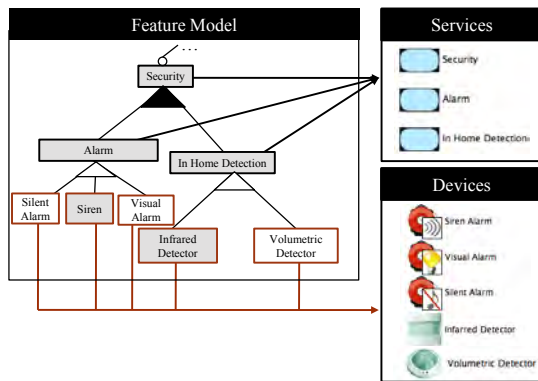 Feature Model
...
Security
Alarm
In Home Detection
Silent
Alarm
Siren
Visual
Alarm
Infrared
Detector
Volumetric
Detector
Services
Security
Alarm
In Home Detection
Devices
Siren Alarm
Visual Alarm
Silent Alarm
Infarred Detector
Volumetric Detector